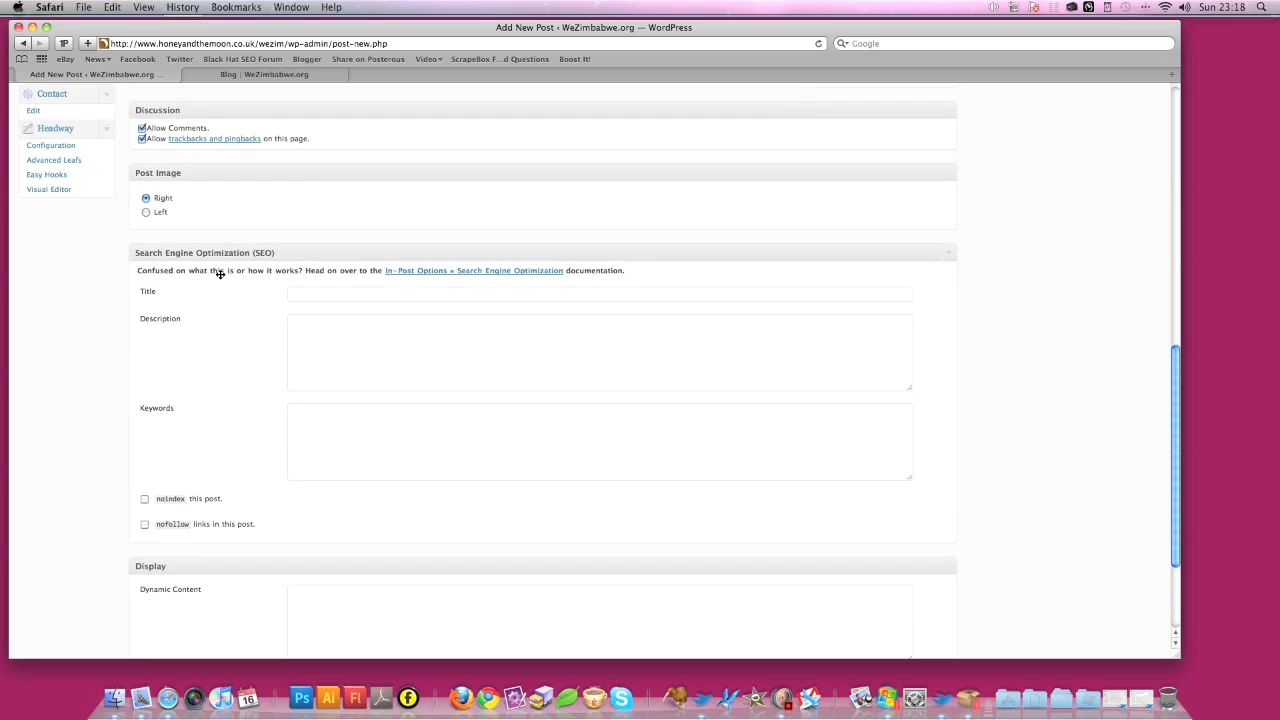 Safari File Edit View History Bookmarks Window Help Sun 23:18
Add New Post ‹ WeZimbabwe.org — WordPress
http://www.honeyandthemoon.co.uk/wezim/wp-admin/post-new.php Google
eBay News Facebook Twitter Black Hat SEO Forum Blogger Share on Posterous Video ScrapeBox F...d Questions Boost It!
Add New Post ‹ WeZimbabwe.org ... Blog | WeZimbabwe.org
Contact
Edit
Headway
Configuration
Advanced Leafs
Easy Hooks
Visual Editor
Discussion
Allow Comments.
Allow trackbacks and pingbacks on this page.
Post Image
Right
Left
Search Engine Optimization (SEO)
Confused on what this is or how it works? Head on over to the In-Post Options » Search Engine Optimization documentation.
Title
Description
Keywords
noindex this post.
nofollow links in this post.
Display
Dynamic Content
16
Ps Ai Fl f